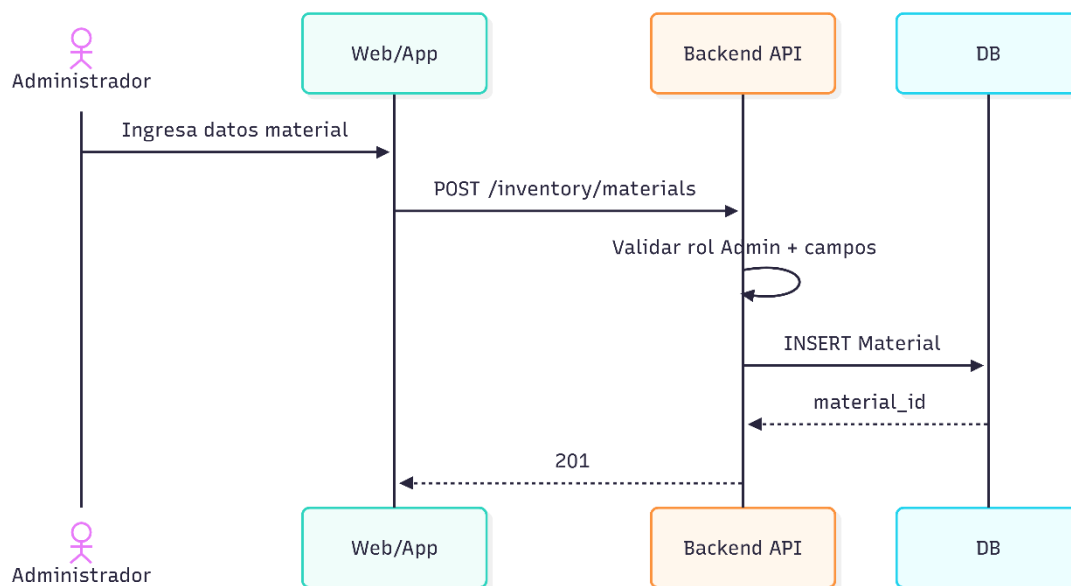 Web/App
Backend API
DB
Administrador
Ingresa datos material
POST /inventory/materials
Validar rol Admin + campos
INSERT Material
material_id
201
Web/App
Backend API
DB
Administrador